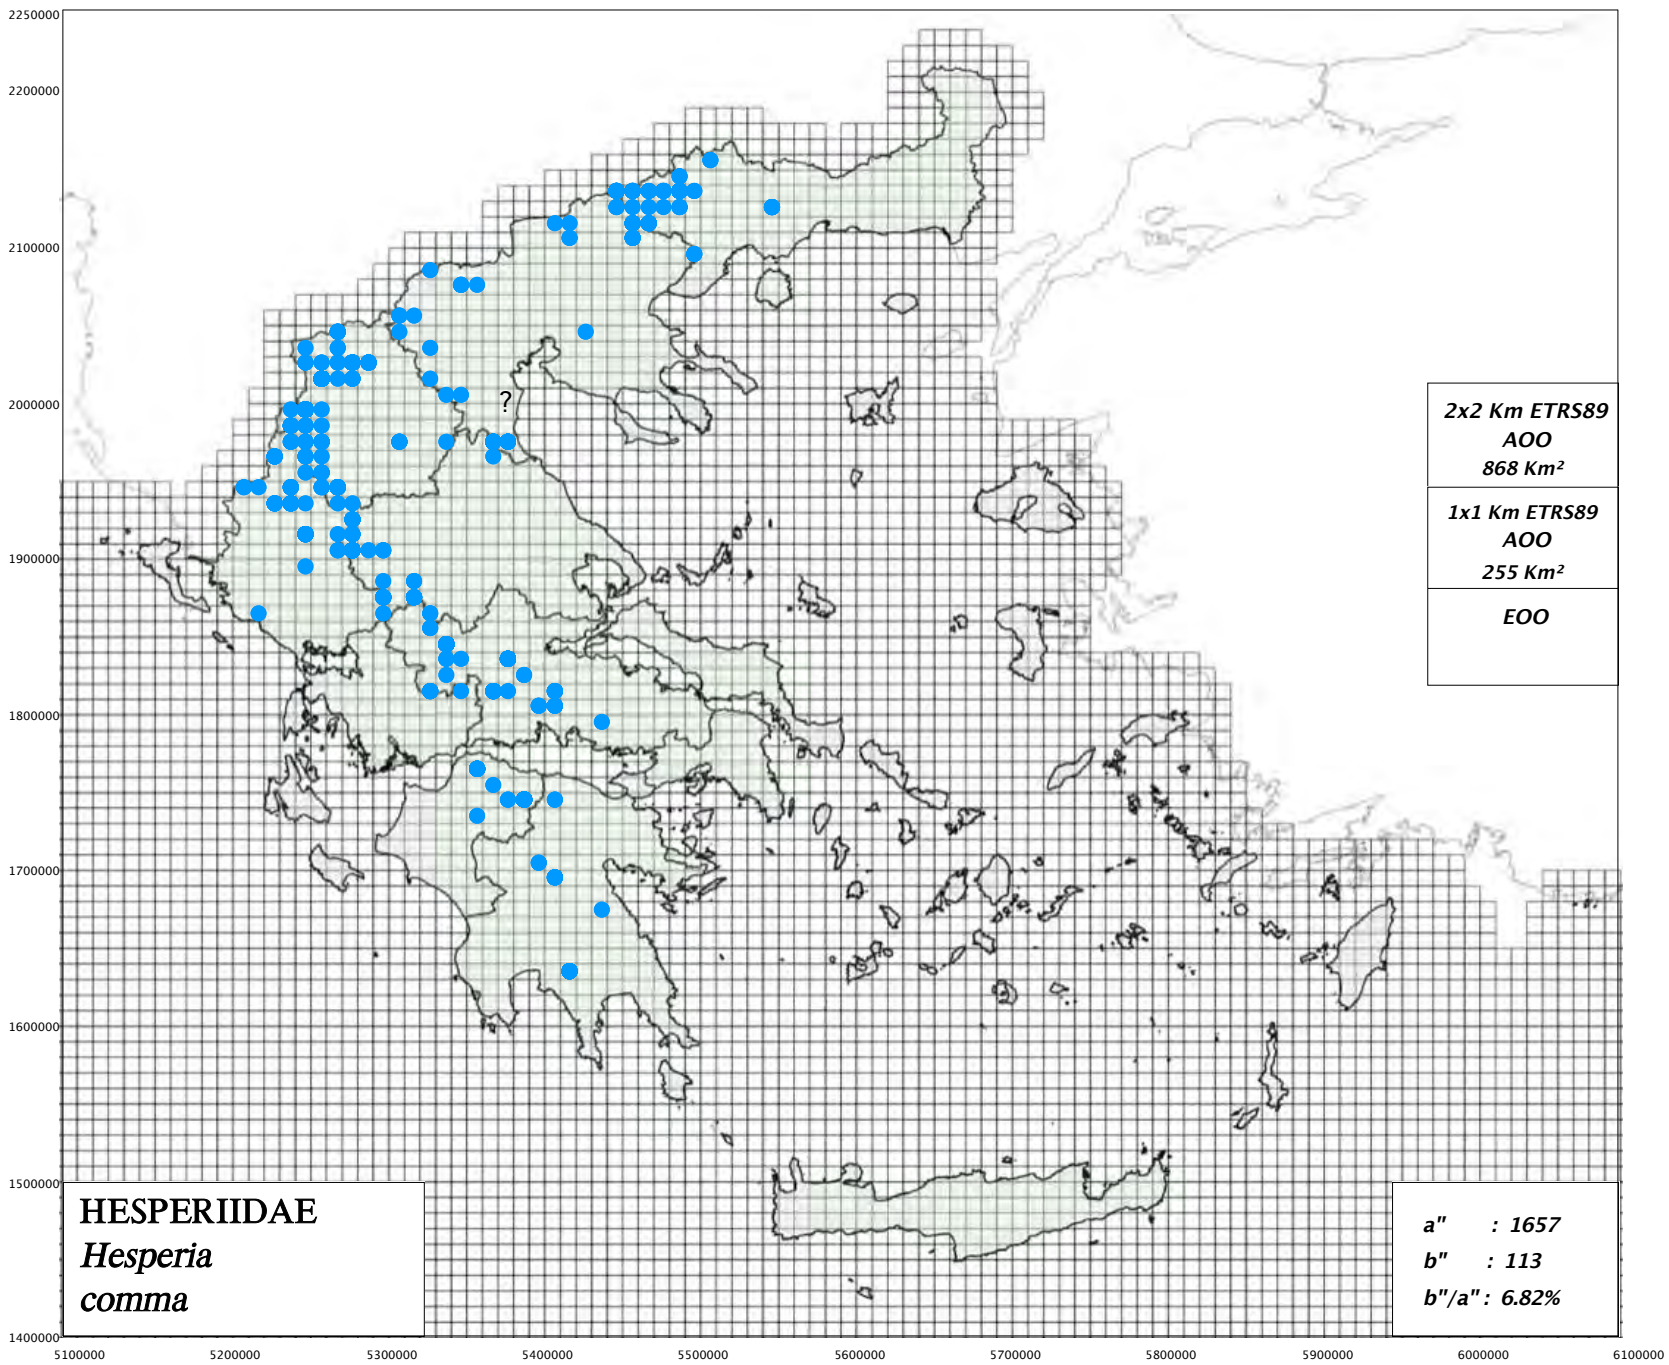 2250000
2200000
2100000
2000000
1900000
1800000
1700000
1600000
1500000
1400000
5100000 5200000 5300000 5400000 5500000 5600000 5700000 5800000 5900000 6000000 6100000
?
2x2 Km ETRS89
AOO
868 Km²
1x1 Km ETRS89
AOO
255 Km²
EOO
HESPERIIDAE
Hesperia
comma
a" : 1657
b" : 113
b"/a" : 6.82%